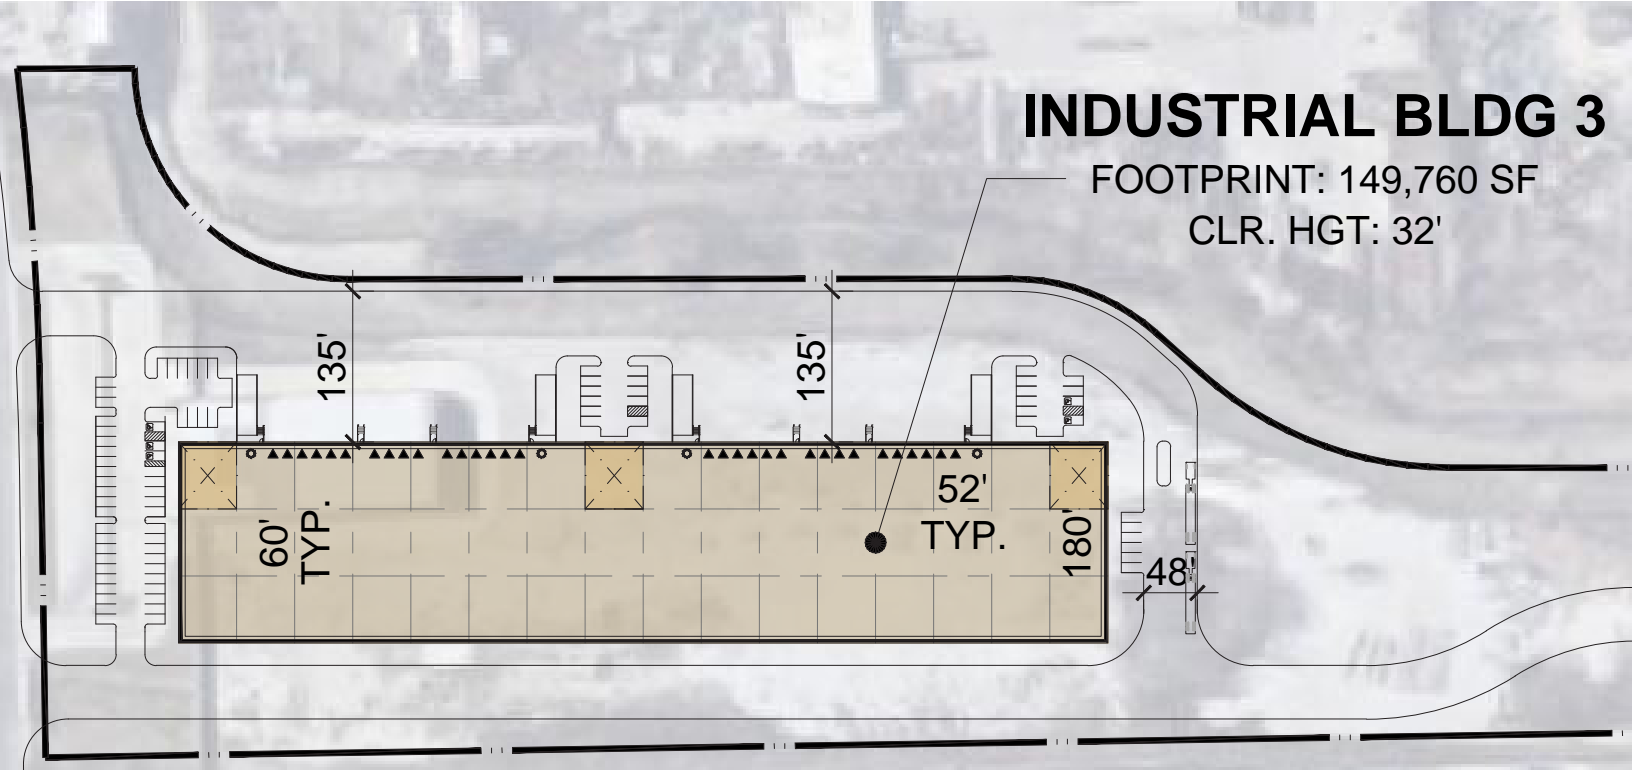 INDUSTRIAL BLDG 3
FOOTPRINT: 149,760 SF
CLR. HGT: 32'
135'
135'
52'
TYP.
60'
TYP.
180'
48'